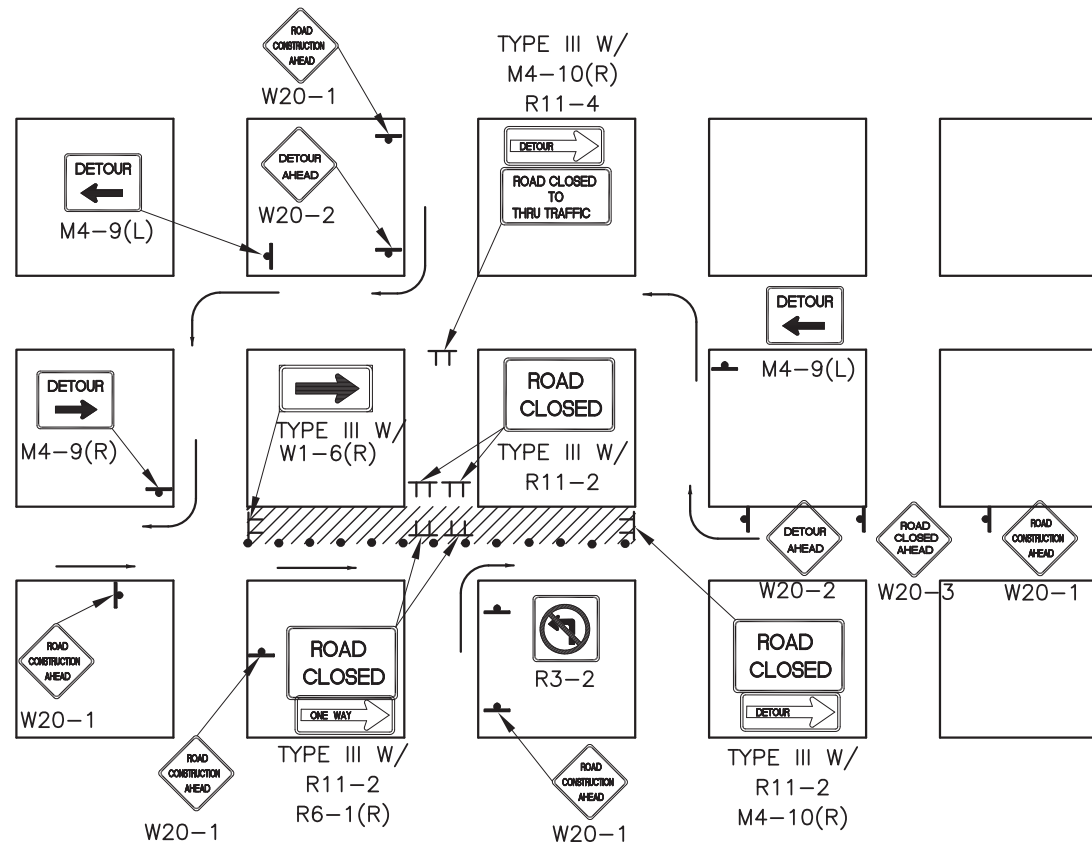 ROAD
CONSTRUCTION
AHEAD
W20-1
TYPE III W/
M4-10(R)
R11-4
DETOUR
M4-9(L)
DETOUR
AHEAD
W20-2
DETOUR
ROAD CLOSED
TO
THRU TRAFFIC
DETOUR
M4-9(L)
DETOUR
M4-9(R)
TYPE III W/
W1-6(R)
ROAD
CLOSED
TYPE III W/
R11-2
DETOUR
AHEAD
W20-2
ROAD
CLOSED
AHEAD
W20-3
ROAD
CONSTRUCTION
AHEAD
W20-1
ROAD
CONSTRUCTION
AHEAD
W20-1
ROAD
CONSTRUCTION
AHEAD
W20-1
ROAD
CLOSED
ONE WAY
TYPE III W/
R11-2
R6-1(R)
R3-2
ROAD
CONSTRUCTION
AHEAD
W20-1
ROAD
CLOSED
DETOUR
TYPE III W/
R11-2
M4-10(R)